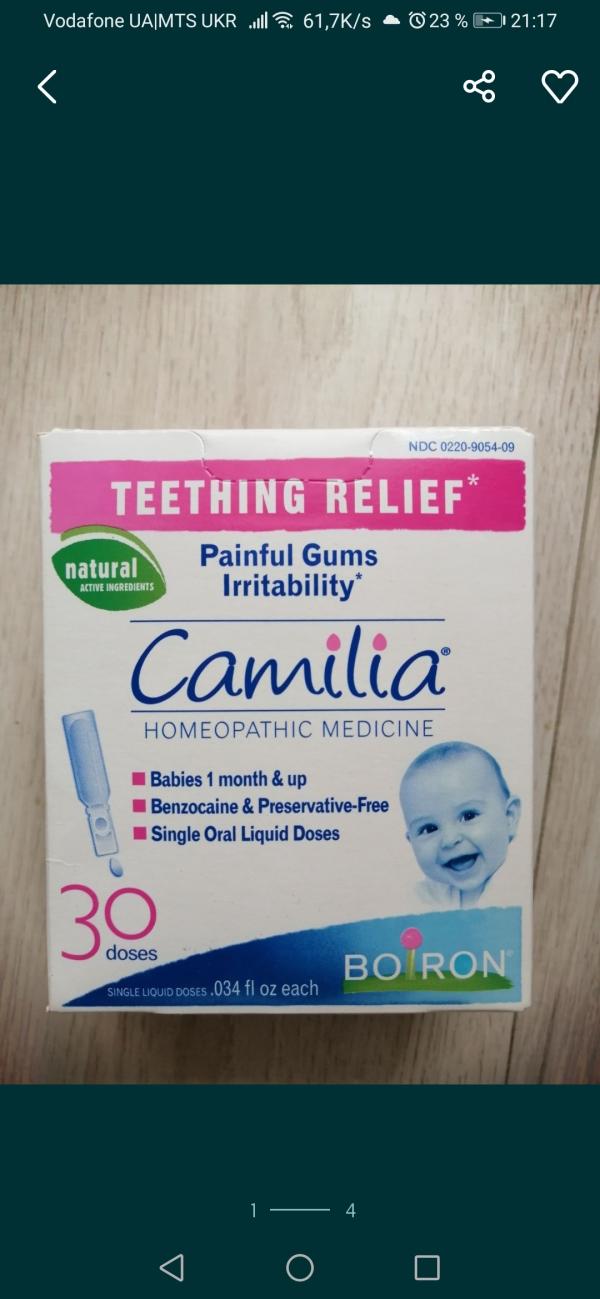 Vodafone UA|MTS UKR 61,7K/s 23 % 21:17
NDC 0220-9054-09
TEETHING RELIEF*
natural
ACTIVE INGREDIENTS
Painful Gums
Irritability*
Camilia®
HOMEOPATHIC MEDICINE
Babies 1 month & up
Benzocaine & Preservative-Free
Single Oral Liquid Doses
30
doses
SINGLE LIQUID DOSES .034 fl oz each
BOIRON®
1 4